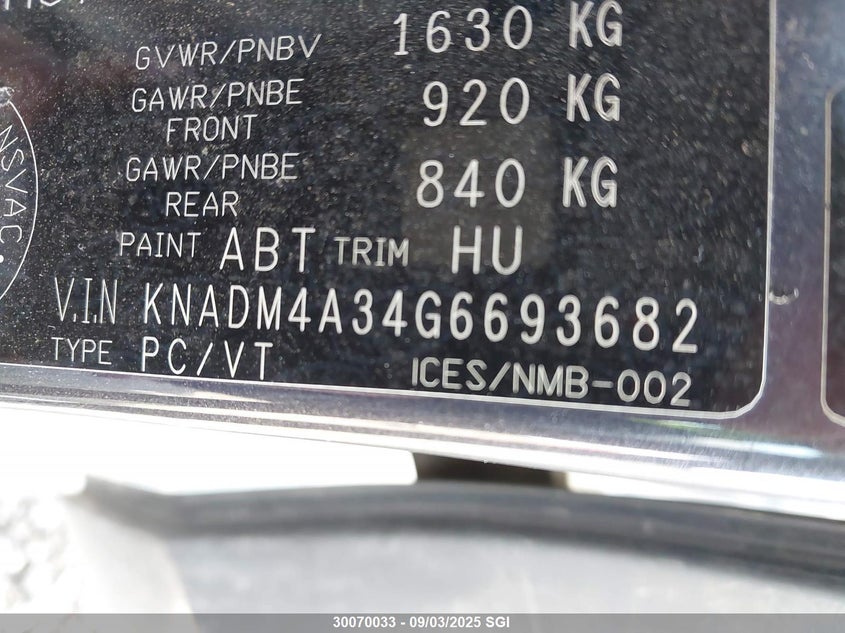 GVWR/PNBV 1630 KG
GAWR/PNBE 920 KG
FRONT
GAWR/PNBE 840 KG
REAR
PAINT ABT TRIM HU
V.I.N KNADM4A34G6693682
TYPE PC/VT ICES/NMB-002
NSVAC.
30070033 - 09/03/2025 SGI